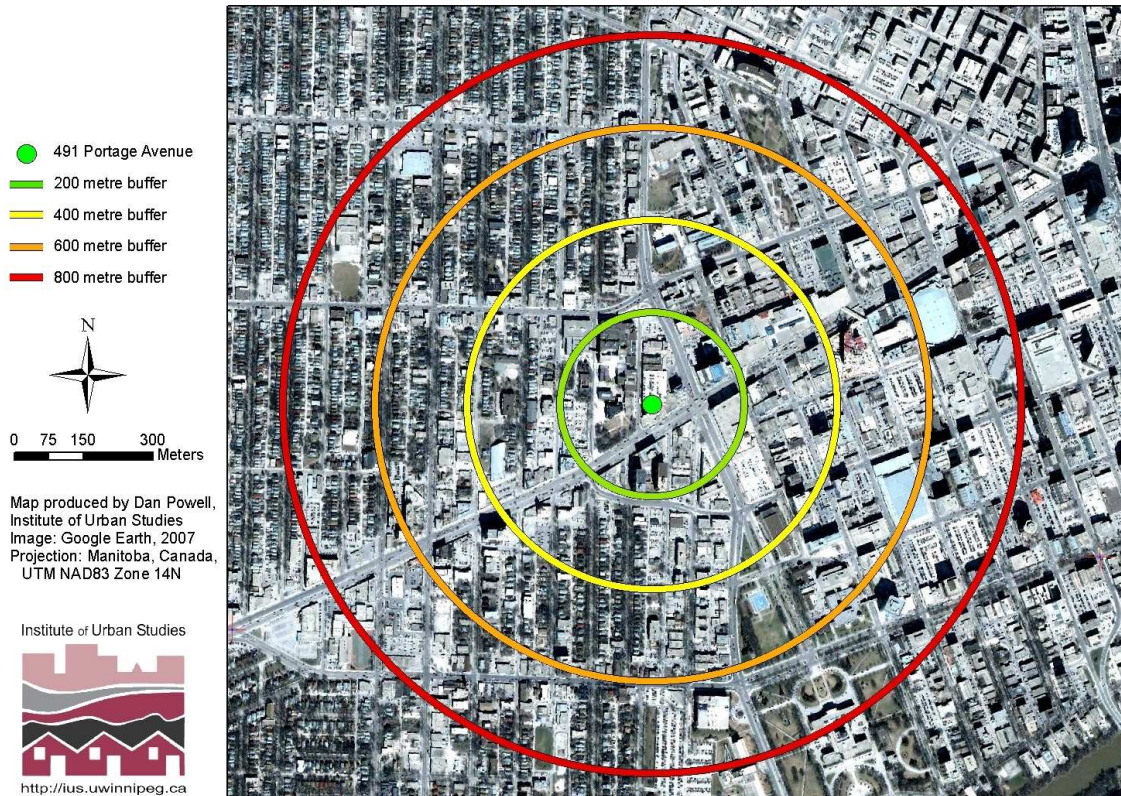 491 Portage Avenue
200 metre buffer
400 metre buffer
600 metre buffer
800 metre buffer
N
0 75 150 300
Meters
Map produced by Dan Powell,
Institute of Urban Studies
Image: Google Earth, 2007
Projection: Manitoba, Canada,
UTM NAD83 Zone 14N
Institute of Urban Studies
http://ius.uwinnipeg.ca